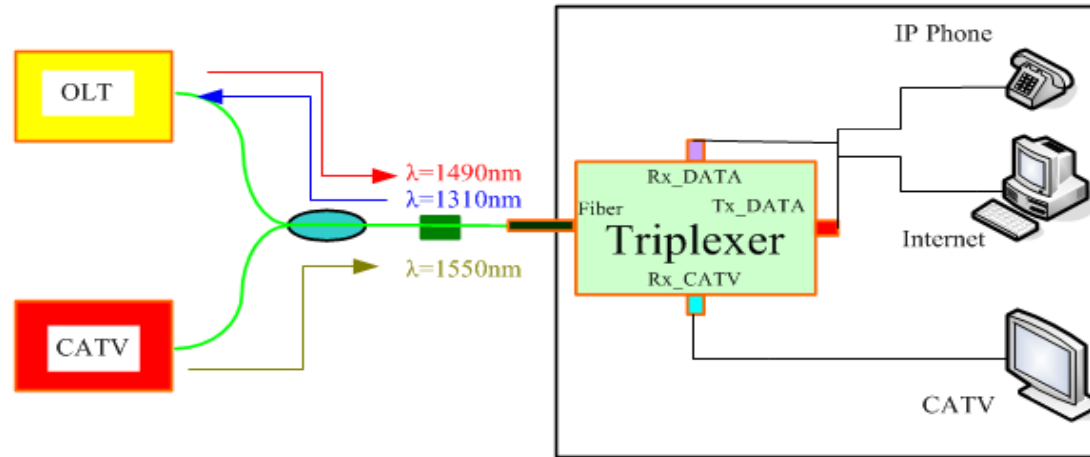 OLT
λ=1490nm
λ=1310nm
λ=1550nm
CATV
Fiber
Rx_DATA
Tx_DATA
Triplexer
Rx_CATV
IP Phone
Internet
CATV